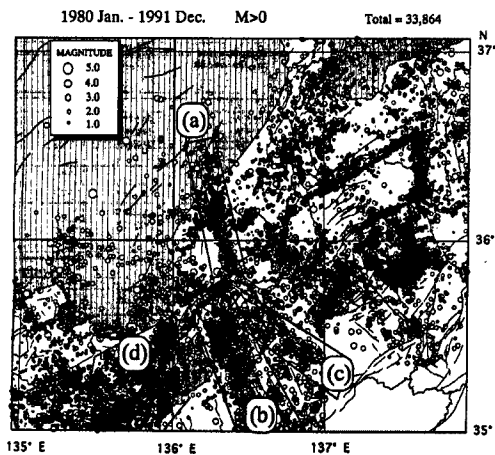 1980 Jan. - 1991 Dec. M>0 Total = 33,864
N
37°
MAGNITUDE
5.0
4.0
3.0
2.0
1.0
(a)
36°
(d)
(c)
(b)
35°
135° E 136° E 137° E